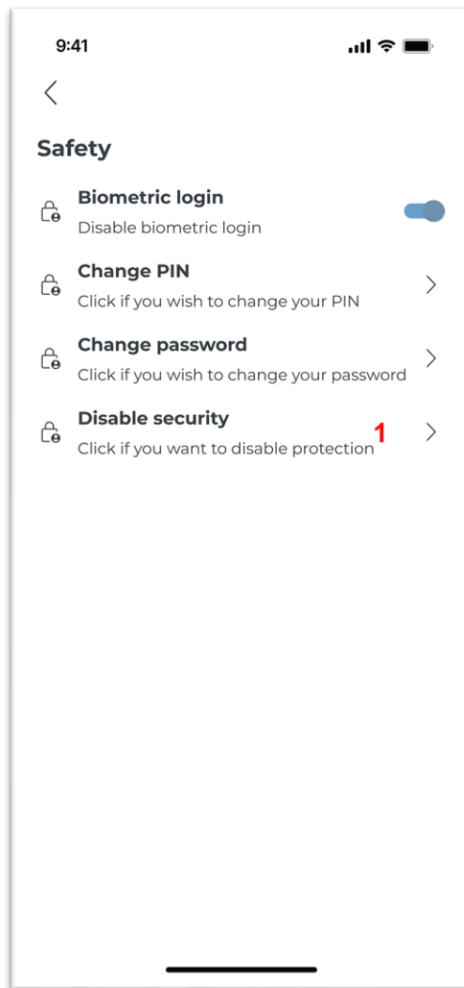 9:41
Safety
Biometric login
Disable biometric login
Change PIN
Click if you wish to change your PIN
Change password
Click if you wish to change your password
Disable security
Click if you want to disable protection 1